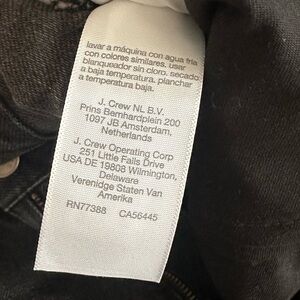 lavar a máquina con agua fria
con colores similares. usar
blanqueador sin cloro. secado
a baja temperatura. planchar
a temperatura baja.
J. Crew NL B.V.
Prins Bernhardplein 200
1097 JB Amsterdam,
Netherlands
J. Crew Operating Corp
251 Little Falls Drive
USA DE 19808 Wilmington,
Delaware
Verenidge Staten Van
Amerika
RN77388 CA56445